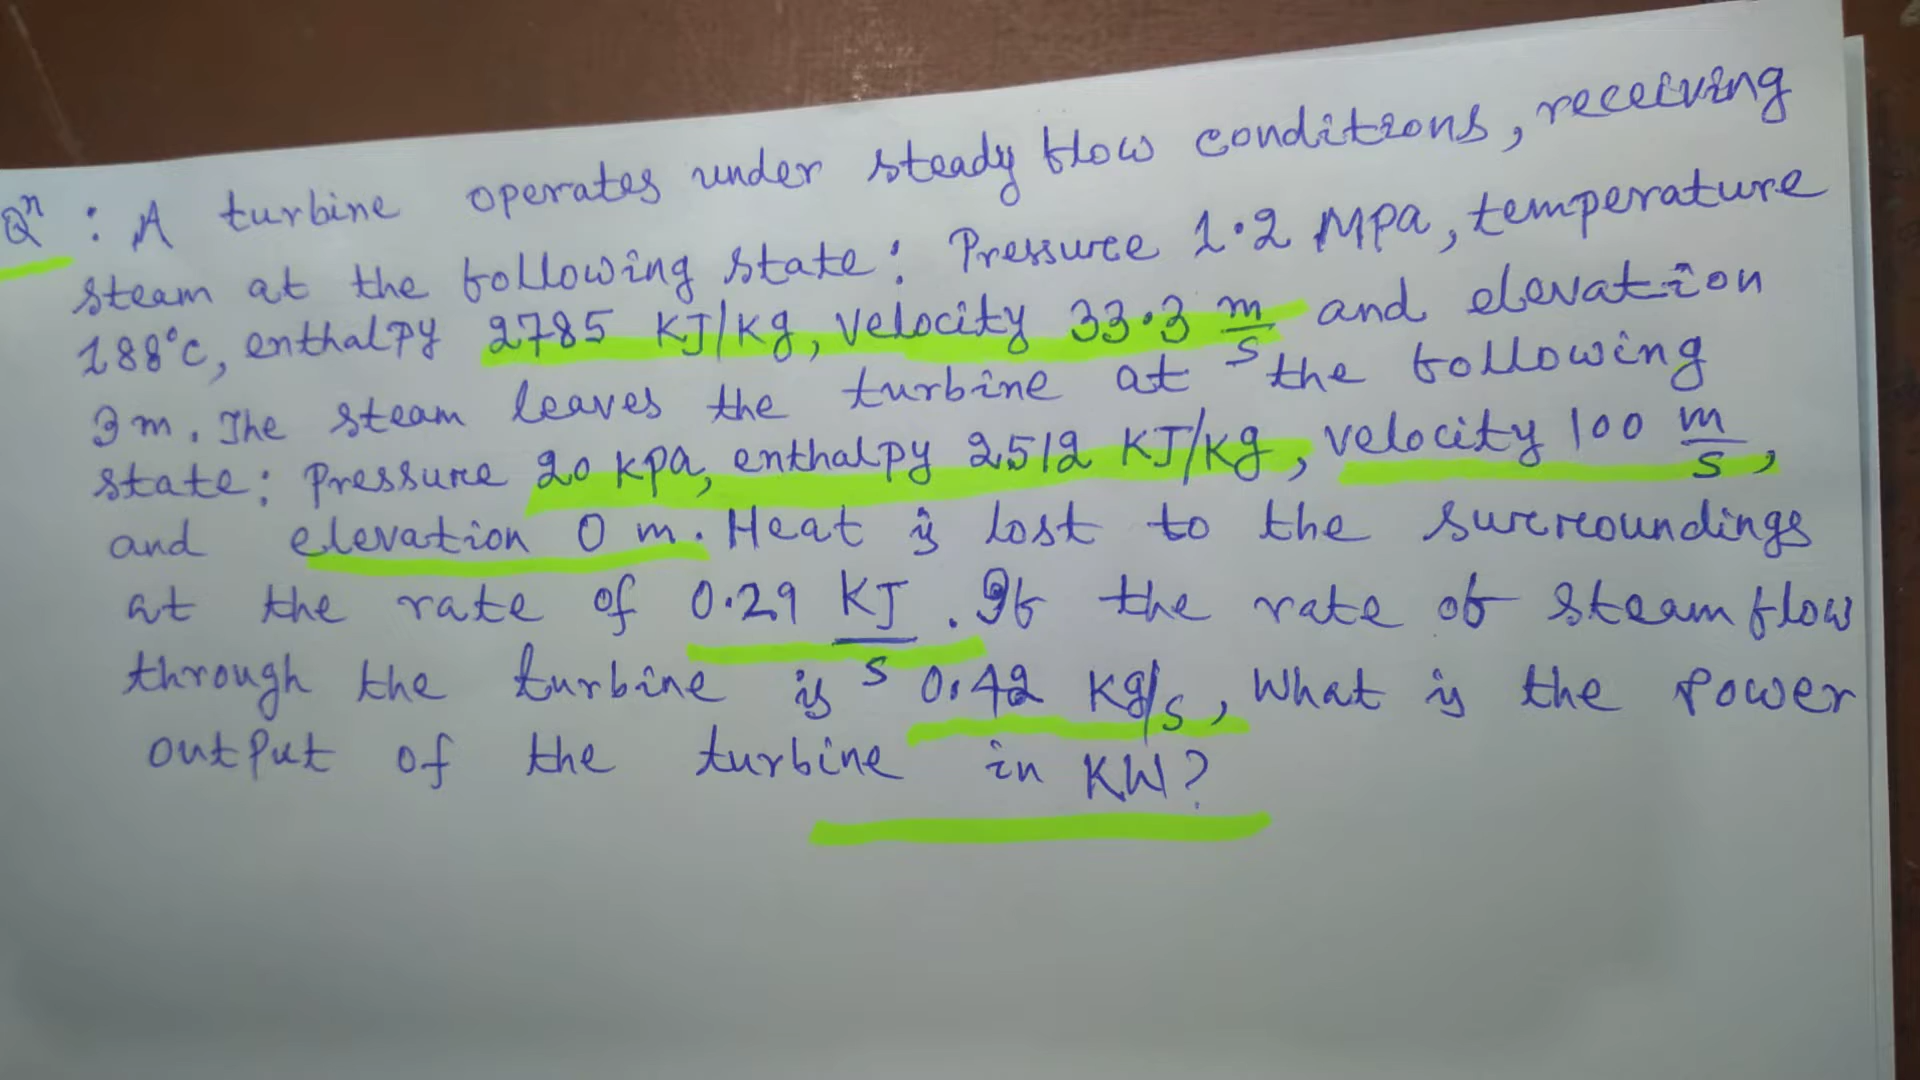 Qⁿ : A turbine operates under steady flow conditions, receiving
steam at the following state: Pressure 1.2 MPa, temperature
188°C, enthalpy 2785 KJ/kg, velocity 33.3 m/s and elevation
3m. The steam leaves the turbine at the following
state: Pressure 20 kpa, enthalpy 2512 KJ/kg, velocity 100 m/s,
and elevation 0 m. Heat is lost to the surroundings
at the rate of 0.29 KJ/s. If the rate of steam flow
through the turbine is 0.42 Kg/s, What is the Power
output of the turbine in KW?